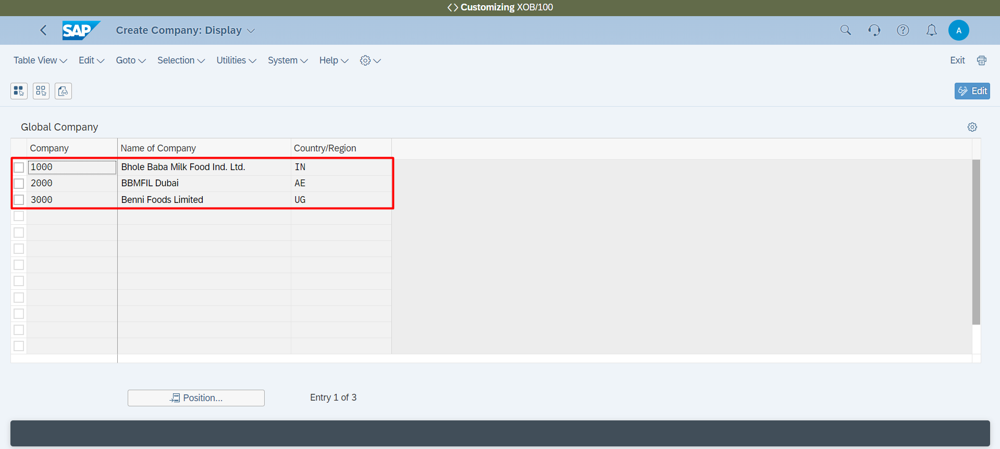 Customizing XOB/100
SAP Create Company: Display A
Table View Edit Goto Selection Utilities System Help Exit
Edit
Global Company
Company Name of Company Country/Region
1000 Bhole Baba Milk Food Ind. Ltd. IN
2000 BBMFIL Dubai AE
3000 Benni Foods Limited UG
Position... Entry 1 of 3